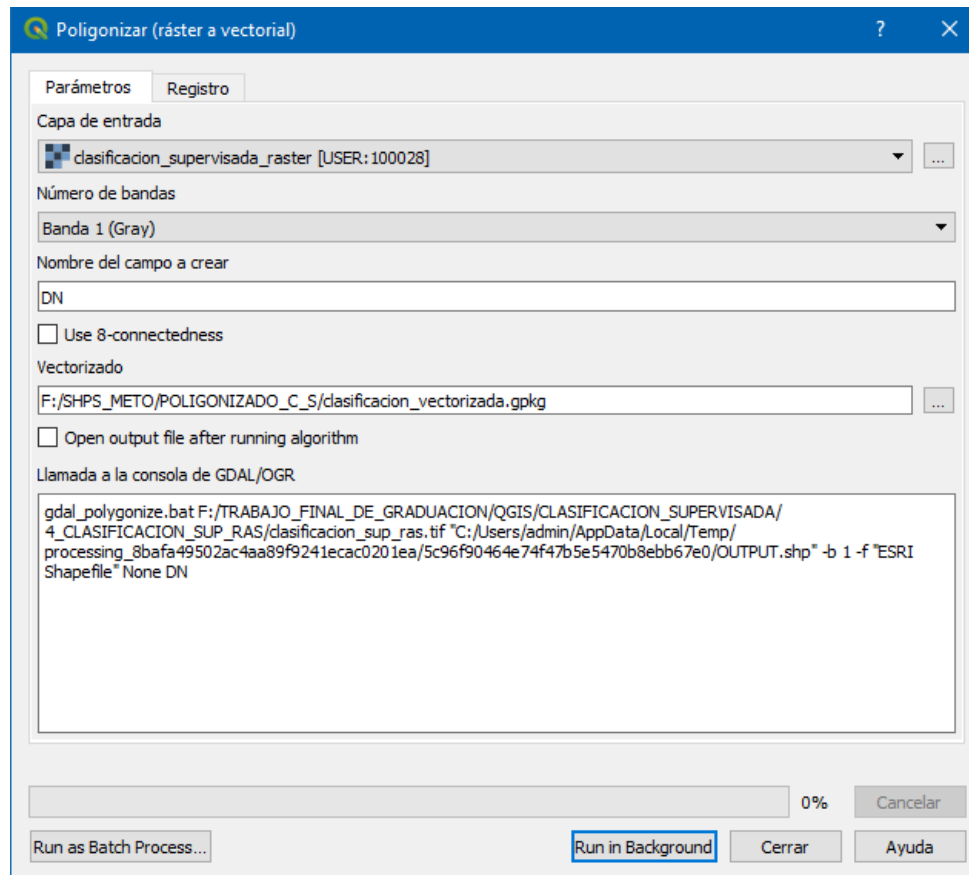 Poligonizar (ráster a vectorial)
?
Parámetros
Registro
Capa de entrada
clasificacion_supervisada_raster [USER:100028]
...
Número de bandas
Banda 1 (Gray)
Nombre del campo a crear
DN
Use 8-connectedness
Vectorizado
F:/SHPS_METO/POLIGONIZADO_C_S/clasificacion_vectorizada.gpkg
...
Open output file after running algorithm
Llamada a la consola de GDAL/OGR
gdal_polygonize.bat F:/TRABAJO_FINAL_DE_GRADUACION/QGIS/CLASIFICACION_SUPERVISADA/
4_CLASIFICACION_SUP_RAS/clasificacion_sup_ras.tif "C:/Users/admin/AppData/Local/Temp/
processing_8bafa49502ac4aa89f9241ecac0201ea/5c96f90464e74f47b5e5470b8ebb67e0/OUTPUT.shp" -b 1 -f "ESRI
Shapefile" None DN
0%
Cancelar
Run as Batch Process...
Run in Background
Cerrar
Ayuda